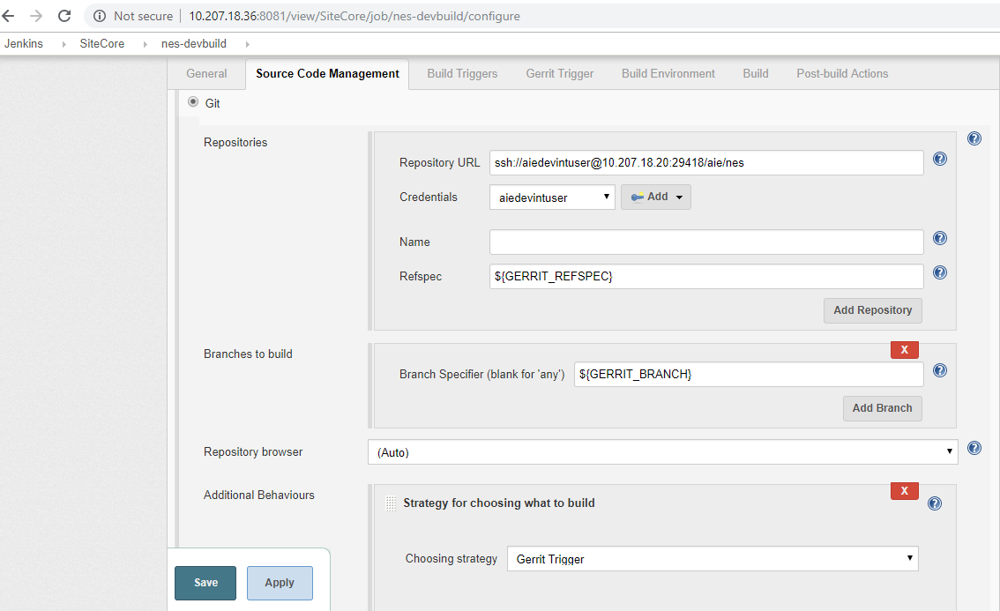 Not secure 10.207.18.36:8081/view/SiteCore/job/nes-devbuild/configure
Jenkins SiteCore nes-devbuild
General Source Code Management Build Triggers Gerrit Trigger Build Environment Build Post-build Actions
Git
Repositories
Repository URL ssh://aiedevintuser@10.207.18.20:29418/aie/nes
Credentials aiedevintuser Add
Name
Refspec ${GERRIT_REFSPEC}
Add Repository
Branches to build X
Branch Specifier (blank for 'any') ${GERRIT_BRANCH}
Add Branch
Repository browser (Auto)
Additional Behaviours X
Strategy for choosing what to build
Choosing strategy Gerrit Trigger
Save Apply